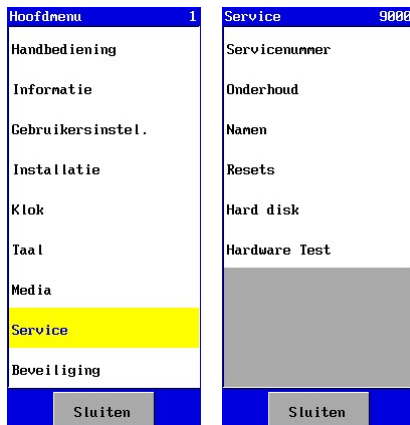 Hoofdmenu 1
Handbediening
Informatie
Gebruikersinstel.
Installatie
Klok
Taal
Media
Service
Beveiliging
Sluiten
Service 9000
Servicenummer
Onderhoud
Namen
Resets
Hard disk
Hardware Test
Sluiten